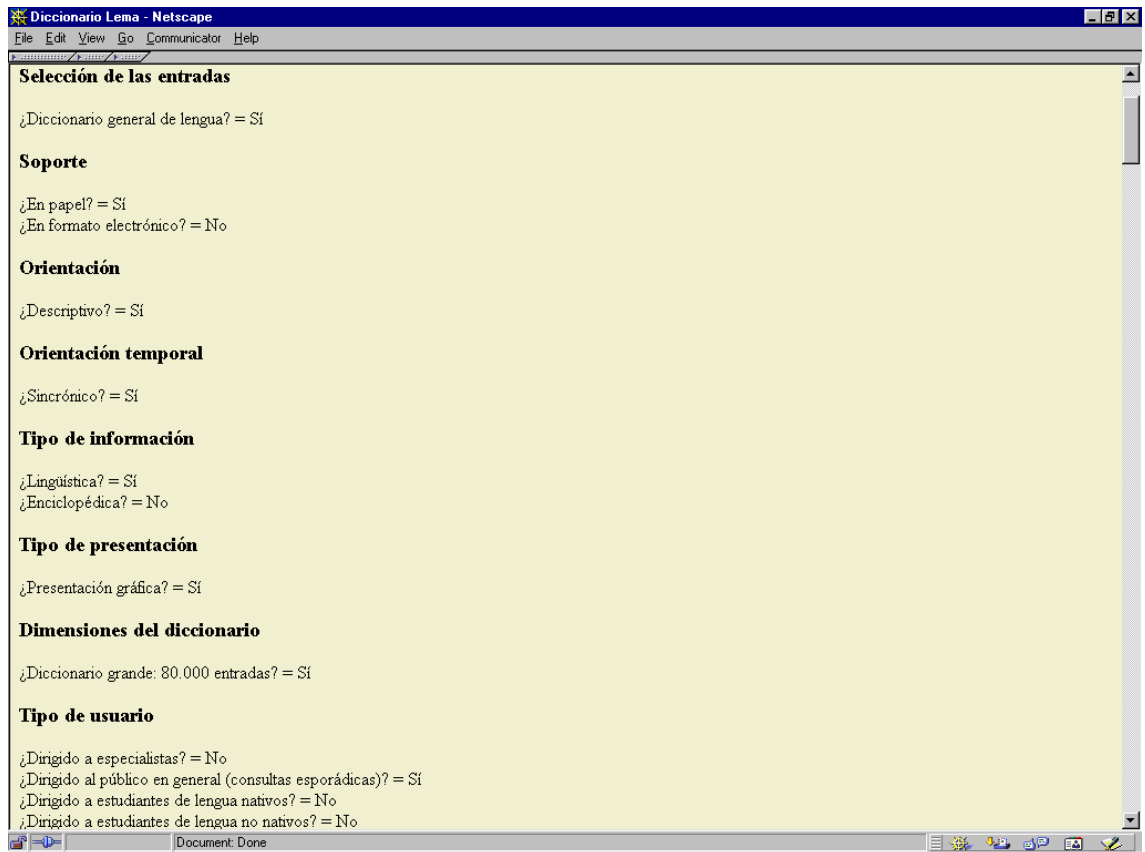 Diccionario Lema - Netscape
File Edit View Go Communicator Help
Selección de las entradas
¿Diccionario general de lengua? = Sí
Soporte
¿En papel? = Sí
¿En formato electrónico? = No
Orientación
¿Descriptivo? = Sí
Orientación temporal
¿Sincrónico? = Sí
Tipo de información
¿Lingüística? = Sí
¿Enciclopédica? = No
Tipo de presentación
¿Presentación gráfica? = Sí
Dimensiones del diccionario
¿Diccionario grande: 80.000 entradas? = Sí
Tipo de usuario
¿Dirigido a especialistas? = No
¿Dirigido al público en general (consultas esporádicas)? = Sí
¿Dirigido a estudiantes de lengua nativos? = No
¿Dirigido a estudiantes de lengua no nativos? = No
Document: Done